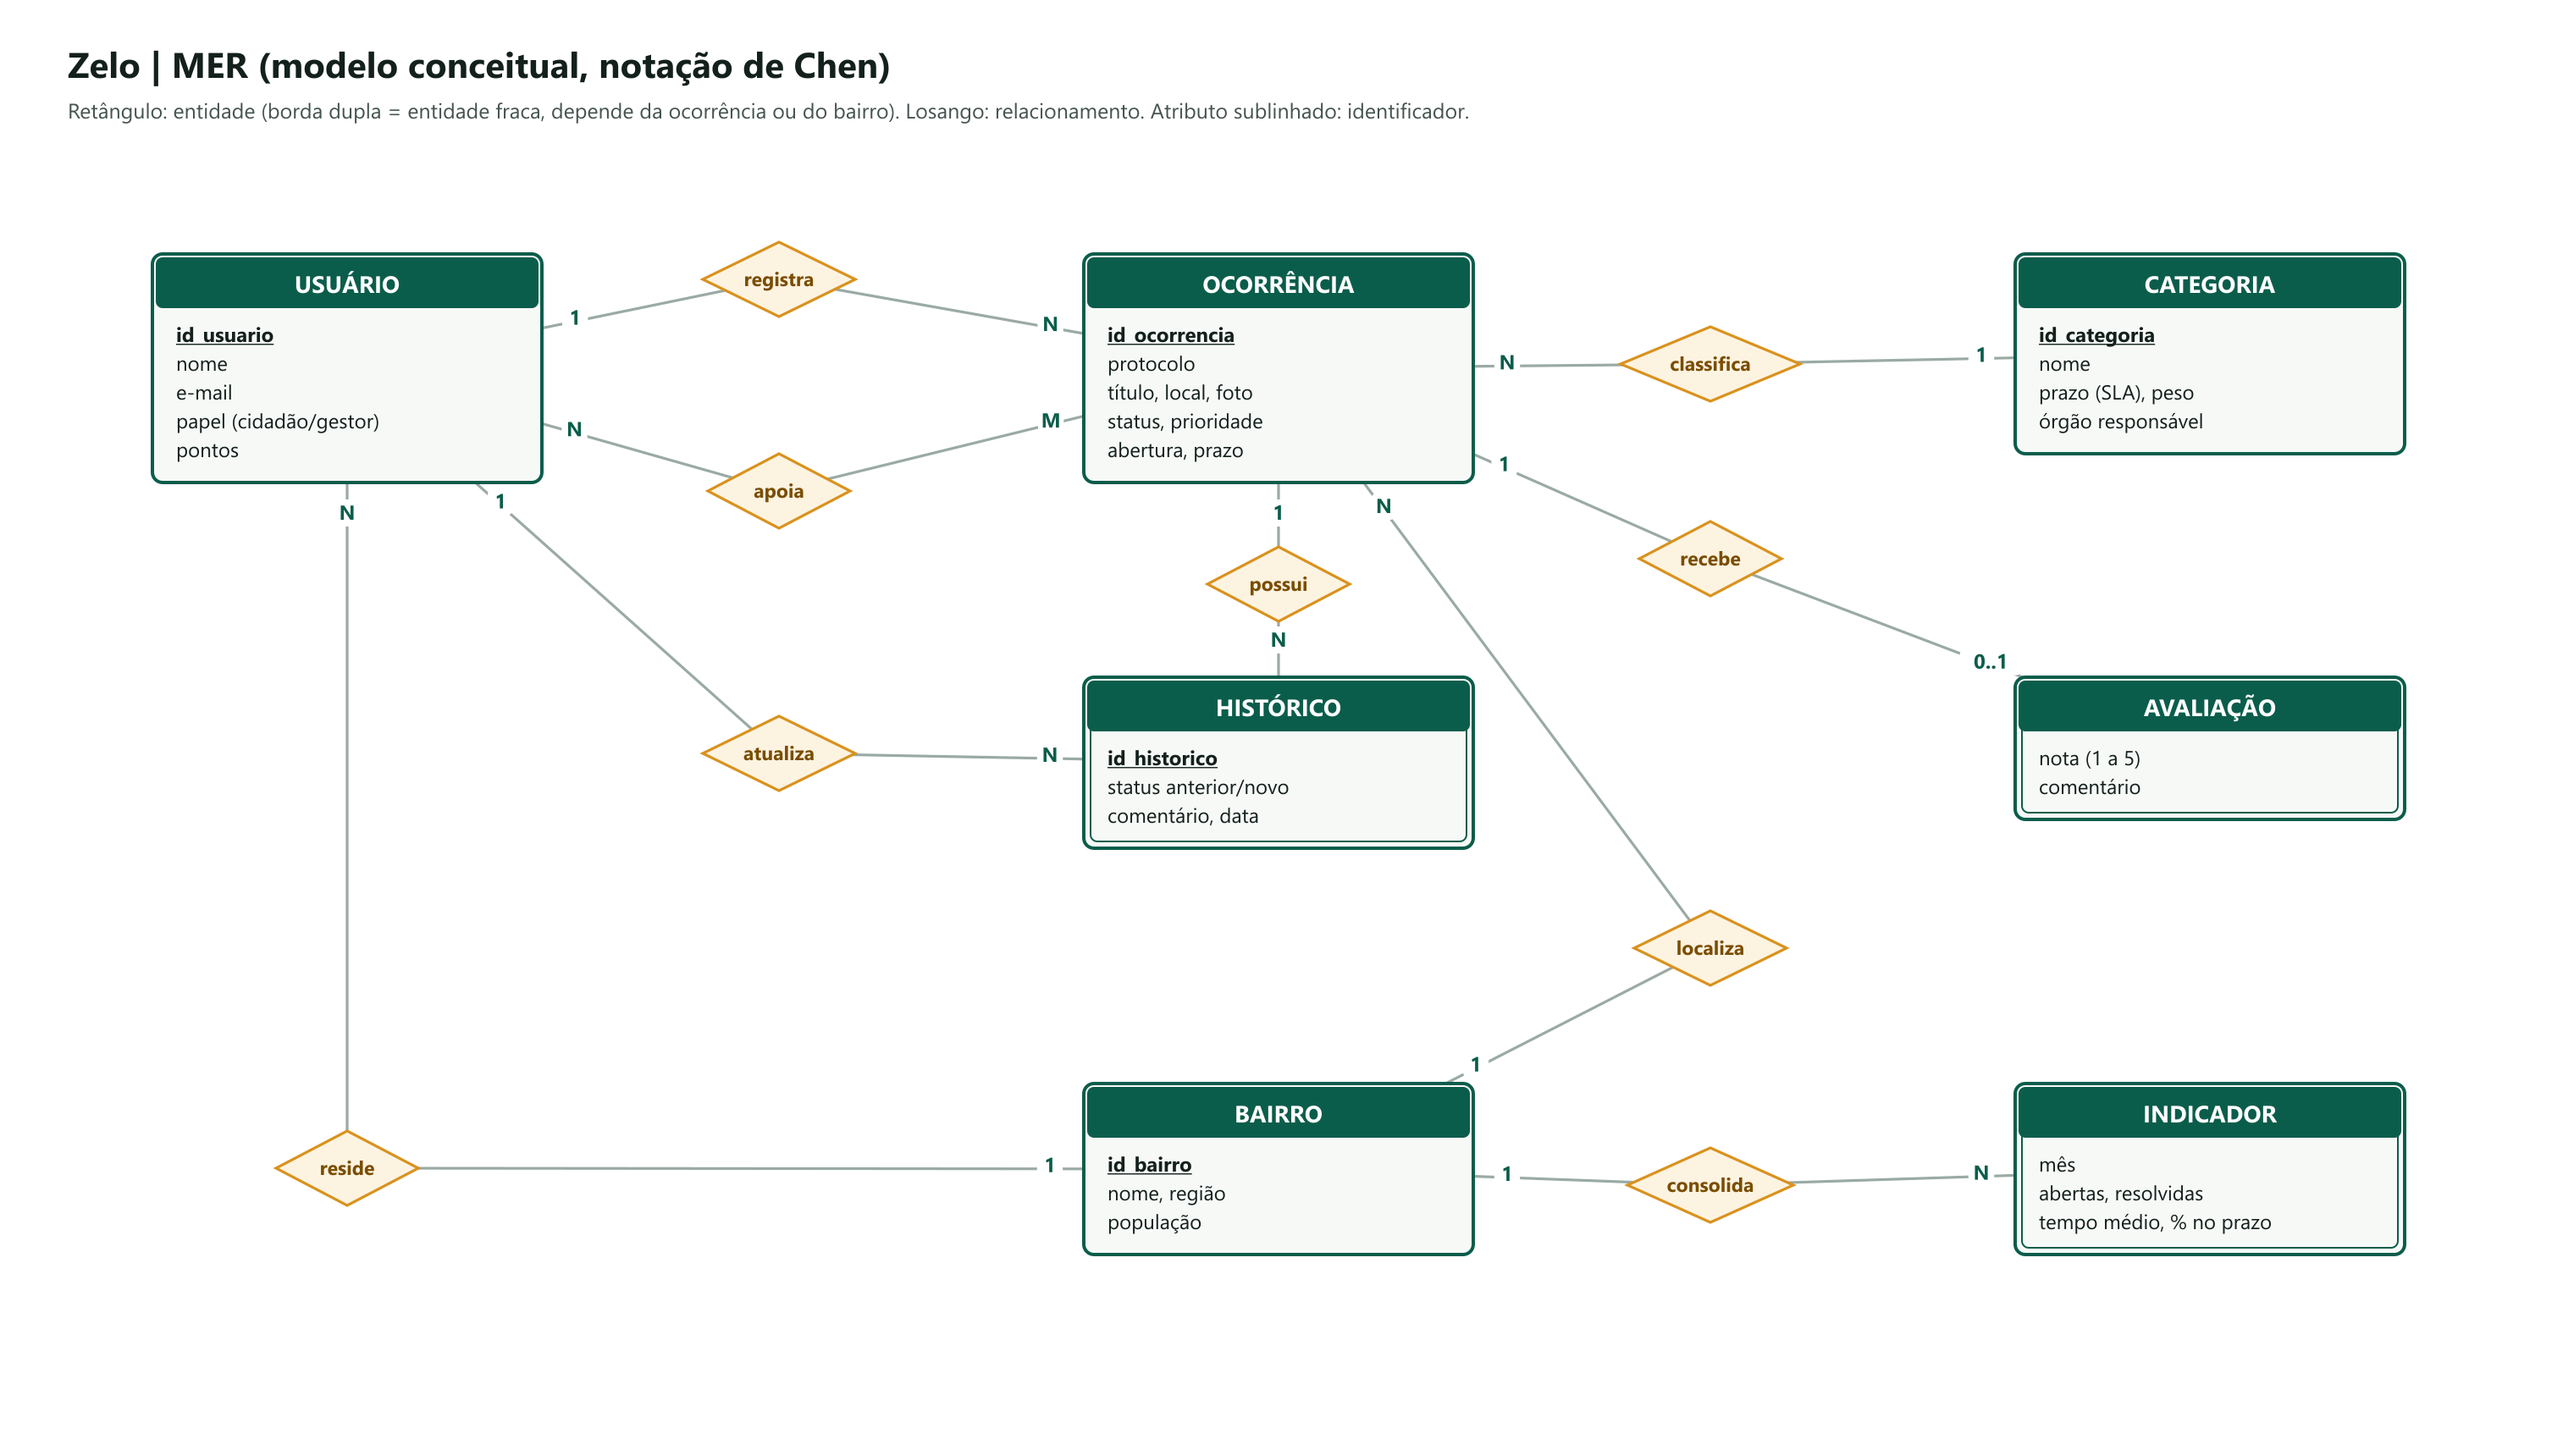 Zelo | MER (modelo conceitual, notação de Chen)
Retângulo: entidade (borda dupla = entidade fraca, depende da ocorrência ou do bairro). Losango: relacionamento. Atributo sublinhado: identificador.
USUÁRIO
id_usuario
nome
e-mail
papel (cidadão/gestor)
pontos
1
registra
N
N
apoia
M
OCORRÊNCIA
id_ocorrencia
protocolo
título, local, foto
status, prioridade
abertura, prazo
N
classifica
1
CATEGORIA
id_categoria
nome
prazo (SLA), peso
órgão responsável
1
recebe
0..1
AVALIAÇÃO
nota (1 a 5)
comentário
1
possui
N
HISTÓRICO
id_historico
status anterior/novo
comentário, data
1
atualiza
N
N
localiza
1
N
reside
1
BAIRRO
id_bairro
nome, região
população
1
consolida
N
INDICADOR
mês
abertas, resolvidas
tempo médio, % no prazo